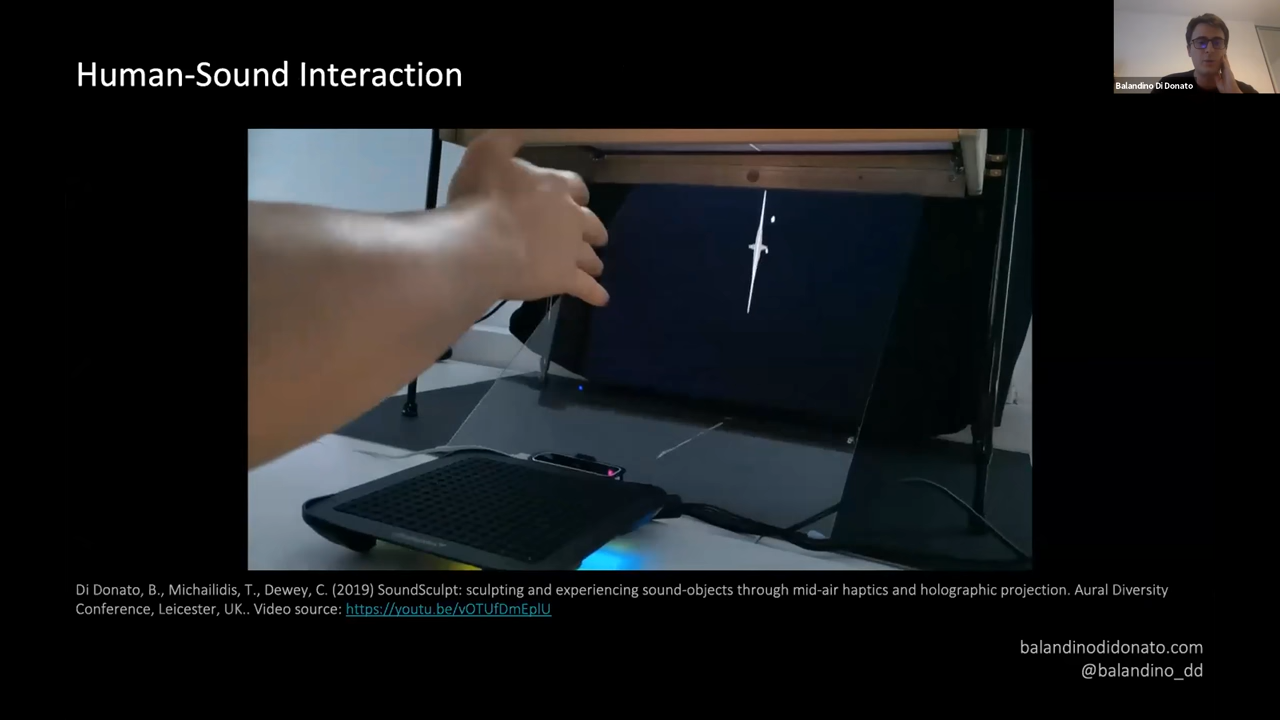 Human-Sound Interaction
Balandino Di Donato
Di Donato, B., Michailidis, T., Dewey, C. (2019) SoundSculpt: sculpting and experiencing sound-objects through mid-air haptics and holographic projection. Aural Diversity
Conference, Leicester, UK.. Video source: https://youtu.be/vOTUfDmEplU
balandinodidonato.com
@balandino_dd